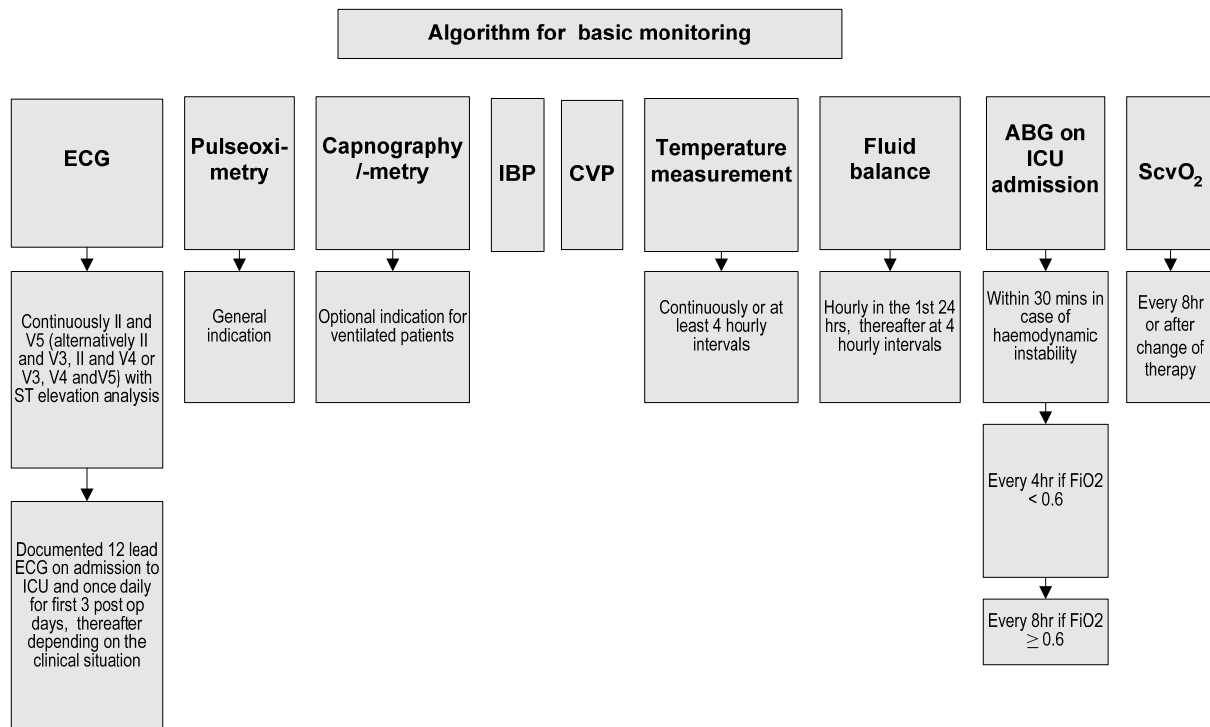 Algorithm for basic monitoring
ECG
Pulseoxi-
metry
Capnography
/-metry
IBP
CVP
Temperature
measurement
Fluid
balance
ABG on
ICU
admission
ScvO2
Continuously II and
V5 (alternatively II
and V3, II and V4 or
V3, V4 andV5) with
ST elevation analysis
General
indication
Optional indication for
ventilated patients
Continuously or at
least 4 hourly
intervals
Hourly in the 1st 24
hrs, thereafter at 4
hourly intervals
Within 30 mins in
case of
haemodynamic
instability
Every 8hr
or after
change of
therapy
Every 4hr if FiO2
< 0.6
Documented 12 lead
ECG on admission to
ICU and once daily
for first 3 post op
days, thereafter
depending on the
clinical situation
Every 8hr if FiO2
≥ 0.6